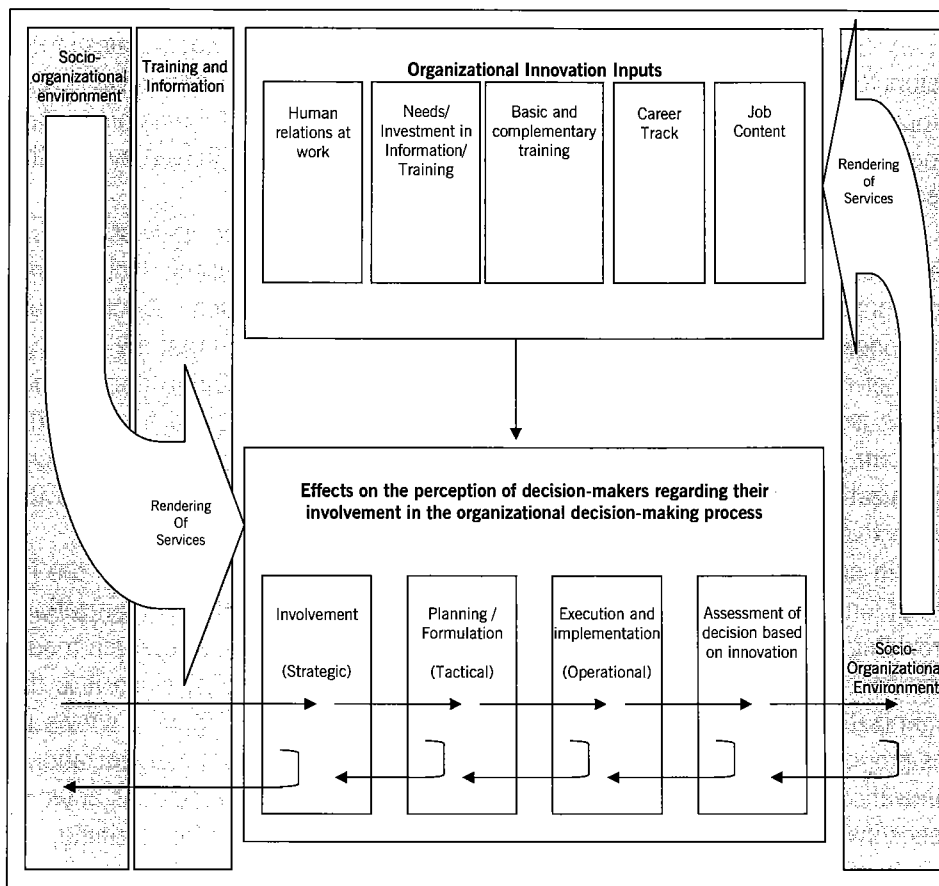 Socio-
organizational
environment
Training and
Information
Organizational Innovation Inputs
Human
relations at
work
Needs/
Investment in
Information/
Training
Basic and
complementary
training
Career
Track
Job
Content
Rendering
of
Services
Rendering
Of
Services
Effects on the perception of decision-makers regarding their
involvement in the organizational decision-making process
Involvement
(Strategic)
Planning /
Formulation
(Tactical)
Execution and
implementation
(Operational)
Assessment of
decision based
on innovation
Socio-
Organizational
Environment